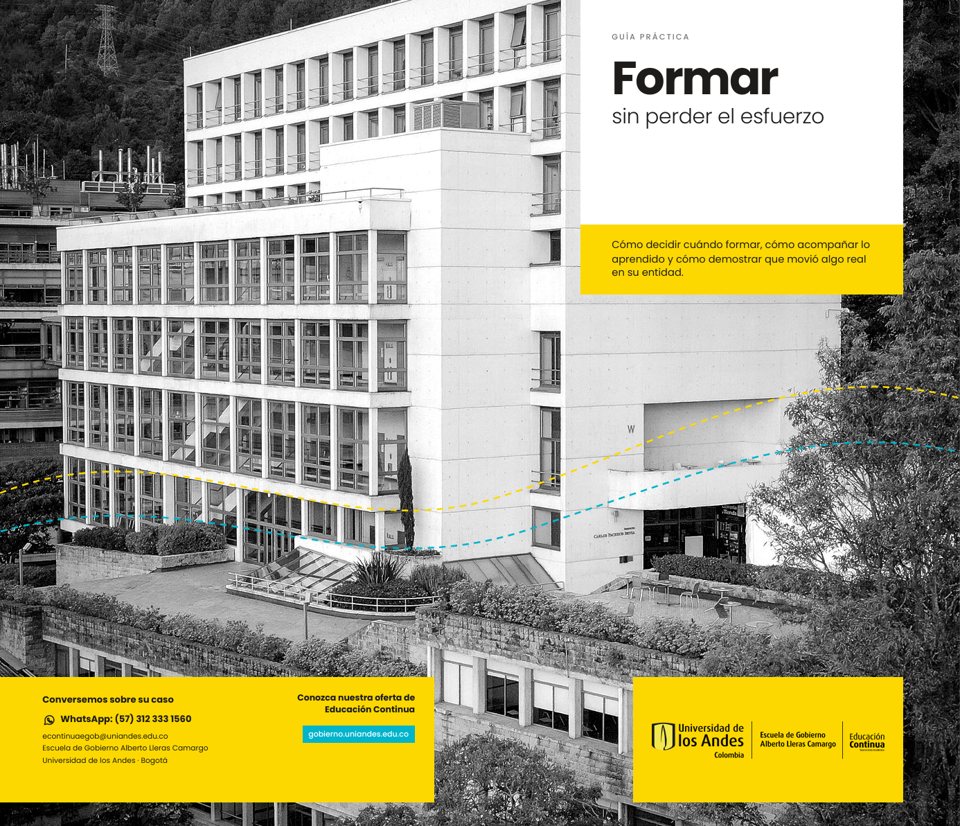 GUÍA PRÁCTICA
Formar
sin perder el esfuerzo
Cómo decidir cuándo formar, cómo acompañar lo
aprendido y cómo demostrar que movió algo real
en su entidad.
W
Conversemos sobre su caso
WhatsApp: (57) 312 333 1560
econtinuaegob@uniandes.edu.co
Escuela de Gobierno Alberto Lleras Camargo
Universidad de los Andes · Bogotá
Conozca nuestra oferta de
Educación Continua
gobierno.uniandes.edu.co
Universidad de
los Andes
Colombia
Escuela de Gobierno
Alberto Lleras Camargo
Educación
Continua